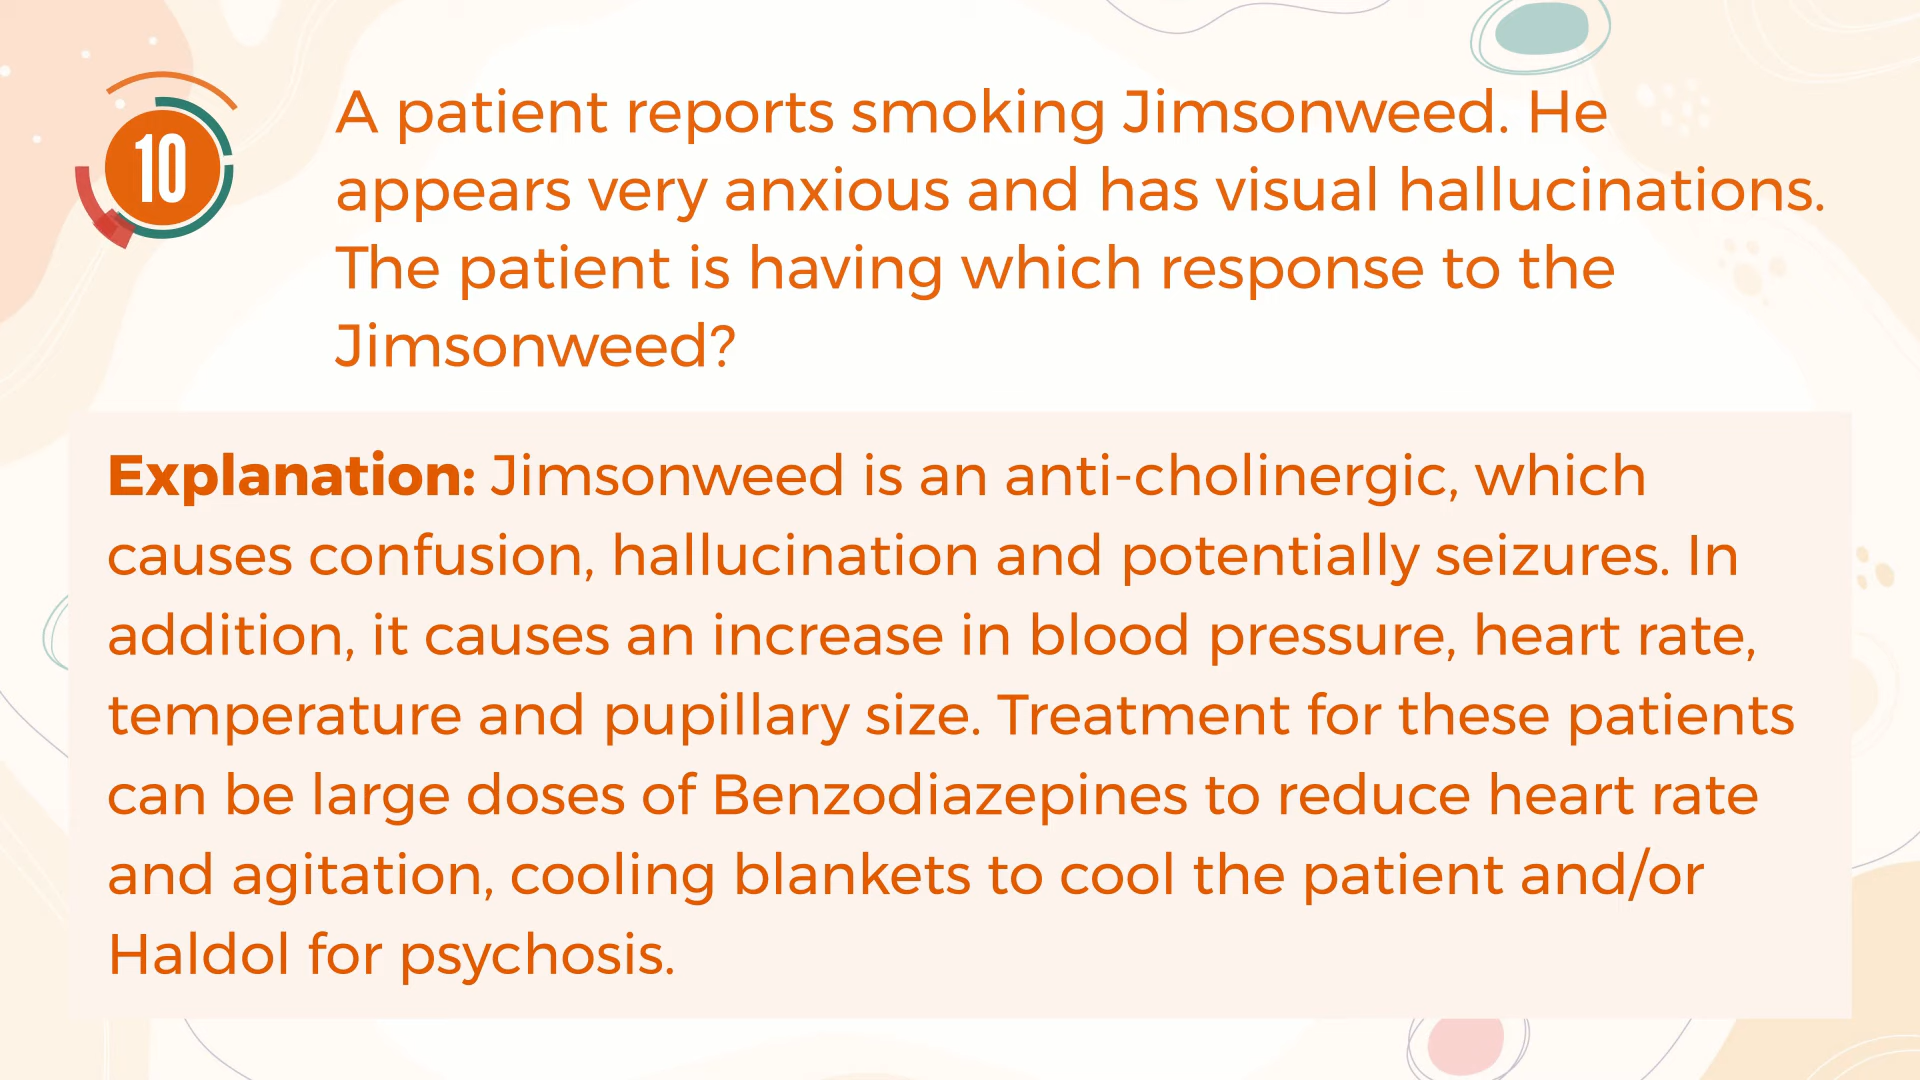 10
A patient reports smoking Jimsonweed. He
appears very anxious and has visual hallucinations.
The patient is having which response to the
Jimsonweed?
Explanation: Jimsonweed is an anti-cholinergic, which
causes confusion, hallucination and potentially seizures. In
addition, it causes an increase in blood pressure, heart rate,
temperature and pupillary size. Treatment for these patients
can be large doses of Benzodiazepines to reduce heart rate
and agitation, cooling blankets to cool the patient and/or
Haldol for psychosis.